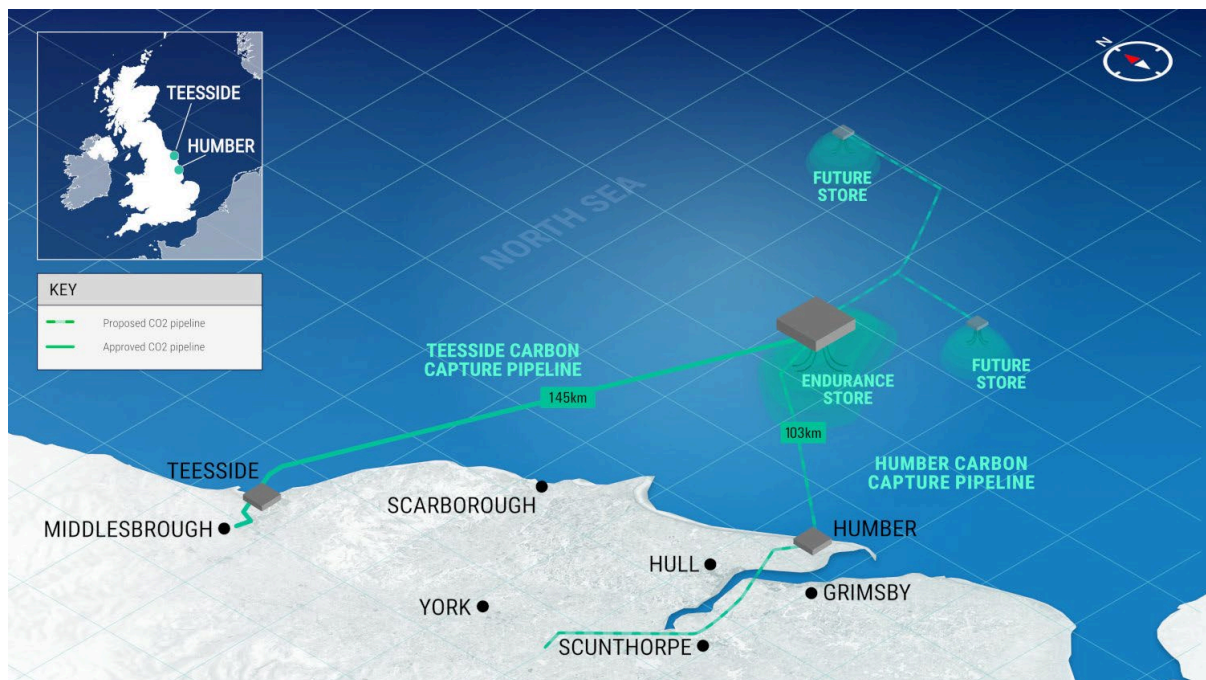 TEESSIDE
HUMBER
N
KEY
Proposed CO2 pipeline
Approved CO2 pipeline
NORTH SEA
FUTURE
STORE
FUTURE
STORE
ENDURANCE
STORE
TEESSIDE CARBON
CAPTURE PIPELINE
145km
103km
HUMBER CARBON
CAPTURE PIPELINE
TEESSIDE
MIDDLESBROUGH
SCARBOROUGH
HUMBER
HULL
GRIMSBY
YORK
SCUNTHORPE